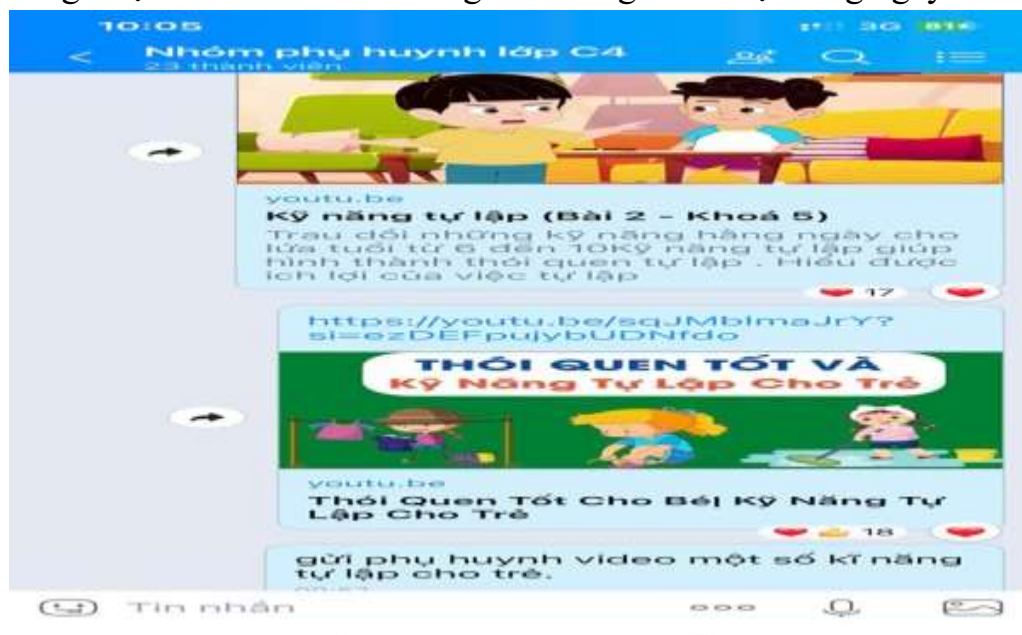 10:05
3G 81
Nhóm phụ huynh lớp C4
23 thành viên
youtu.be
Kỹ năng tự lập (Bài 2 - Khoá 5)
Trau dồi những kỹ năng hằng ngày cho
lứa tuổi từ 6 đến 10Kỹ năng tự lập giúp
hình thành thói quen tự lập . Hiểu được
ích lợi của việc tự lập
17
https://youtu.be/sqJMbImaJrY?
si=ezDEFpujybUDNfdo
THÓI QUEN TỐT VÀ
Kỹ Năng Tự Lập Cho Trẻ
youtu.be
Thói Quen Tốt Cho Bé| Kỹ Năng Tự
Lập Cho Trẻ
18
gửi phụ huynh video một số kĩ năng
tự lập cho trẻ.
Tin nhắn